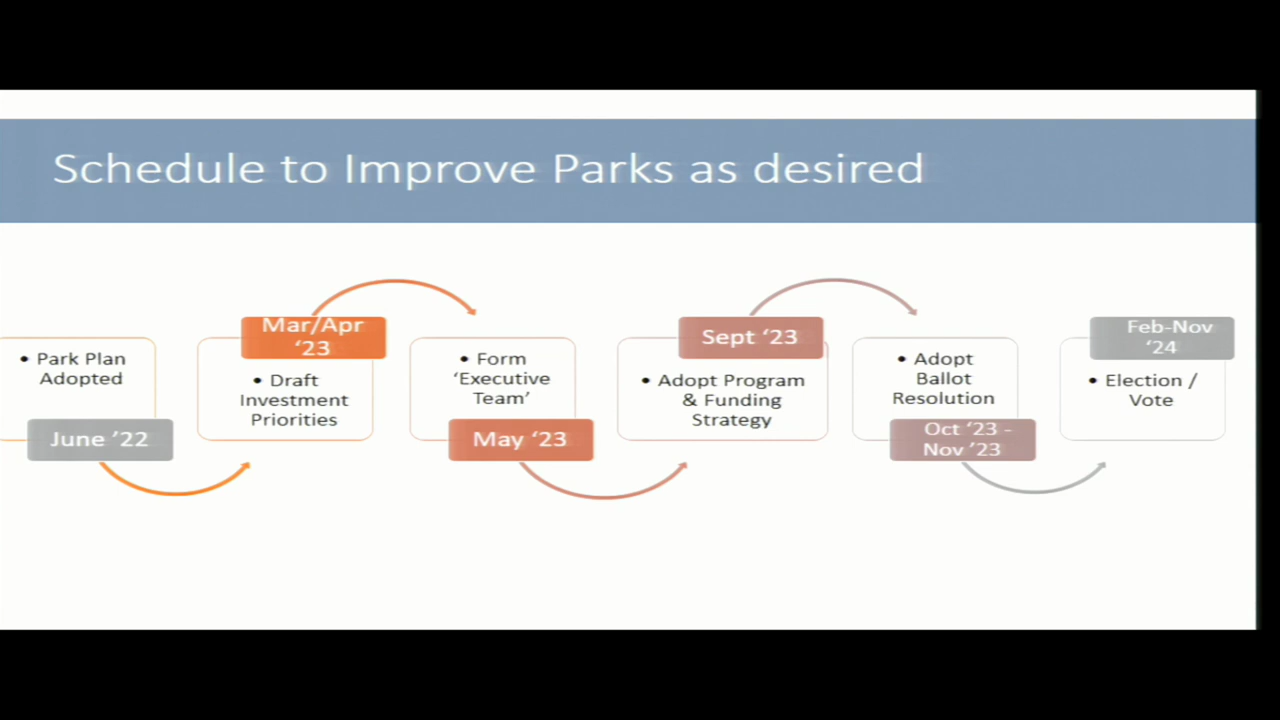 Schedule to Improve Parks as desired
• Park Plan
Adopted
June ’22
Mar/Apr
‘23
• Draft
Investment
Priorities
• Form
‘Executive
Team’
May ‘23
Sept ‘23
• Adopt Program
& Funding
Strategy
• Adopt
Ballot
Resolution
Oct ‘23 -
Nov ’23
Feb-Nov
‘24
• Election /
Vote